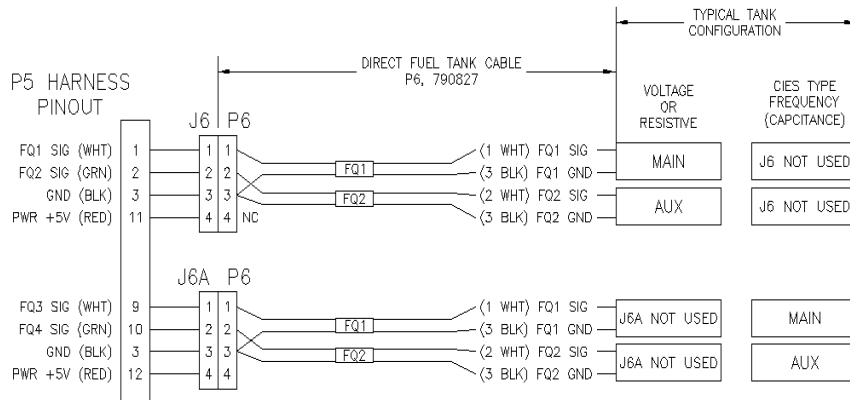 TYPICAL TANK
CONFIGURATION
DIRECT FUEL TANK CABLE
P6, 790827
P5 HARNESS
PINOUT
VOLTAGE
OR
RESISTIVE
CIES TYPE
FREQUENCY
(CAPCITANCE)
J6 P6
FQ1 SIG (WHT) 1 1 1 FQ1 (1 WHT) FQ1 SIG MAIN J6 NOT USED
FQ2 SIG (GRN) 2 2 2 (3 BLK) FQ1 GND
GND (BLK) 3 3 3 FQ2 (2 WHT) FQ2 SIG AUX J6 NOT USED
PWR +5V (RED) 11 4 4 NC (3 BLK) FQ2 GND
J6A P6
FQ3 SIG (WHT) 9 1 1 (1 WHT) FQ1 SIG J6A NOT USED MAIN
FQ4 SIG (GRN) 10 2 2 FQ1 (3 BLK) FQ1 GND
GND (BLK) 3 3 3 FQ2 (2 WHT) FQ2 SIG J6A NOT USED AUX
PWR +5V (RED) 12 4 4 (3 BLK) FQ2 GND